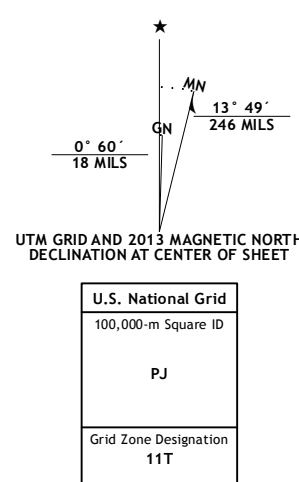 ★
MN
GN
13° 49´
246 MILS
0° 60´
18 MILS
UTM GRID AND 2013 MAGNETIC NORTH
DECLINATION AT CENTER OF SHEET
U.S. National Grid
100,000-m Square ID
PJ
Grid Zone Designation
11T